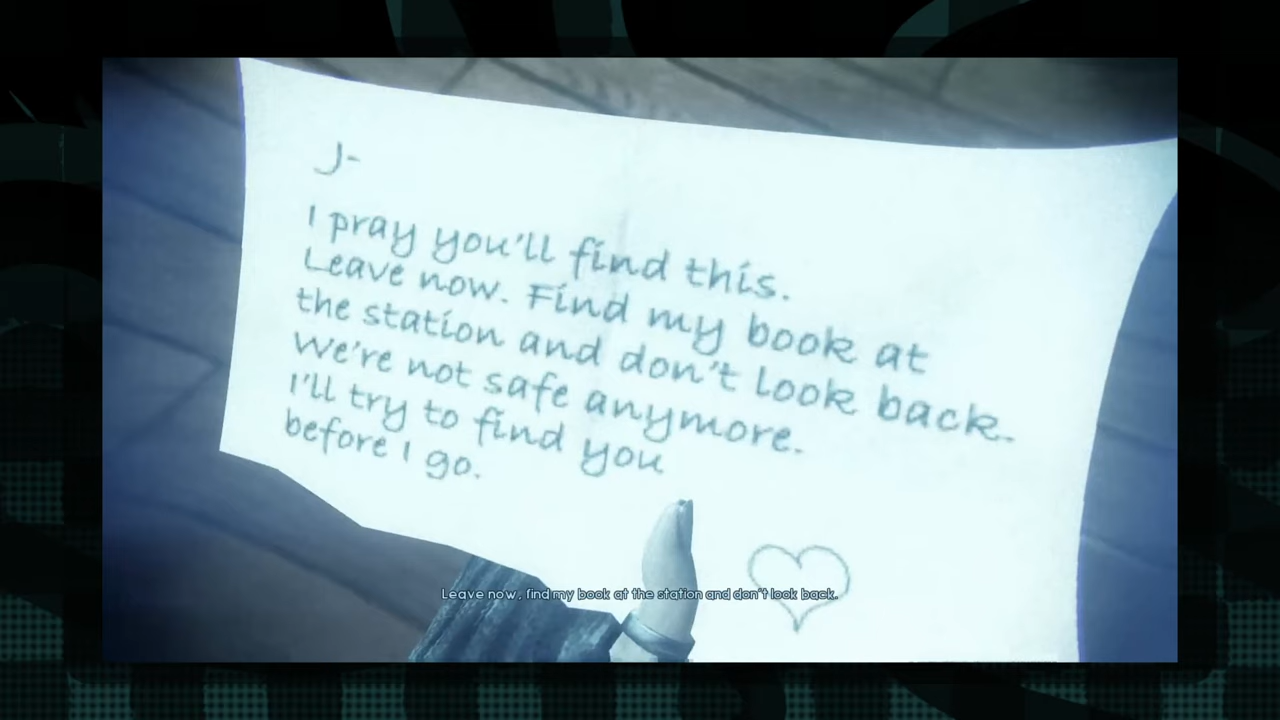 J-
I pray you'll find this.
Leave now. Find my book at
the station and don't look back.
We're not safe anymore.
I'll try to find you
before I go.
Leave now, find my book at the station and don't look back.